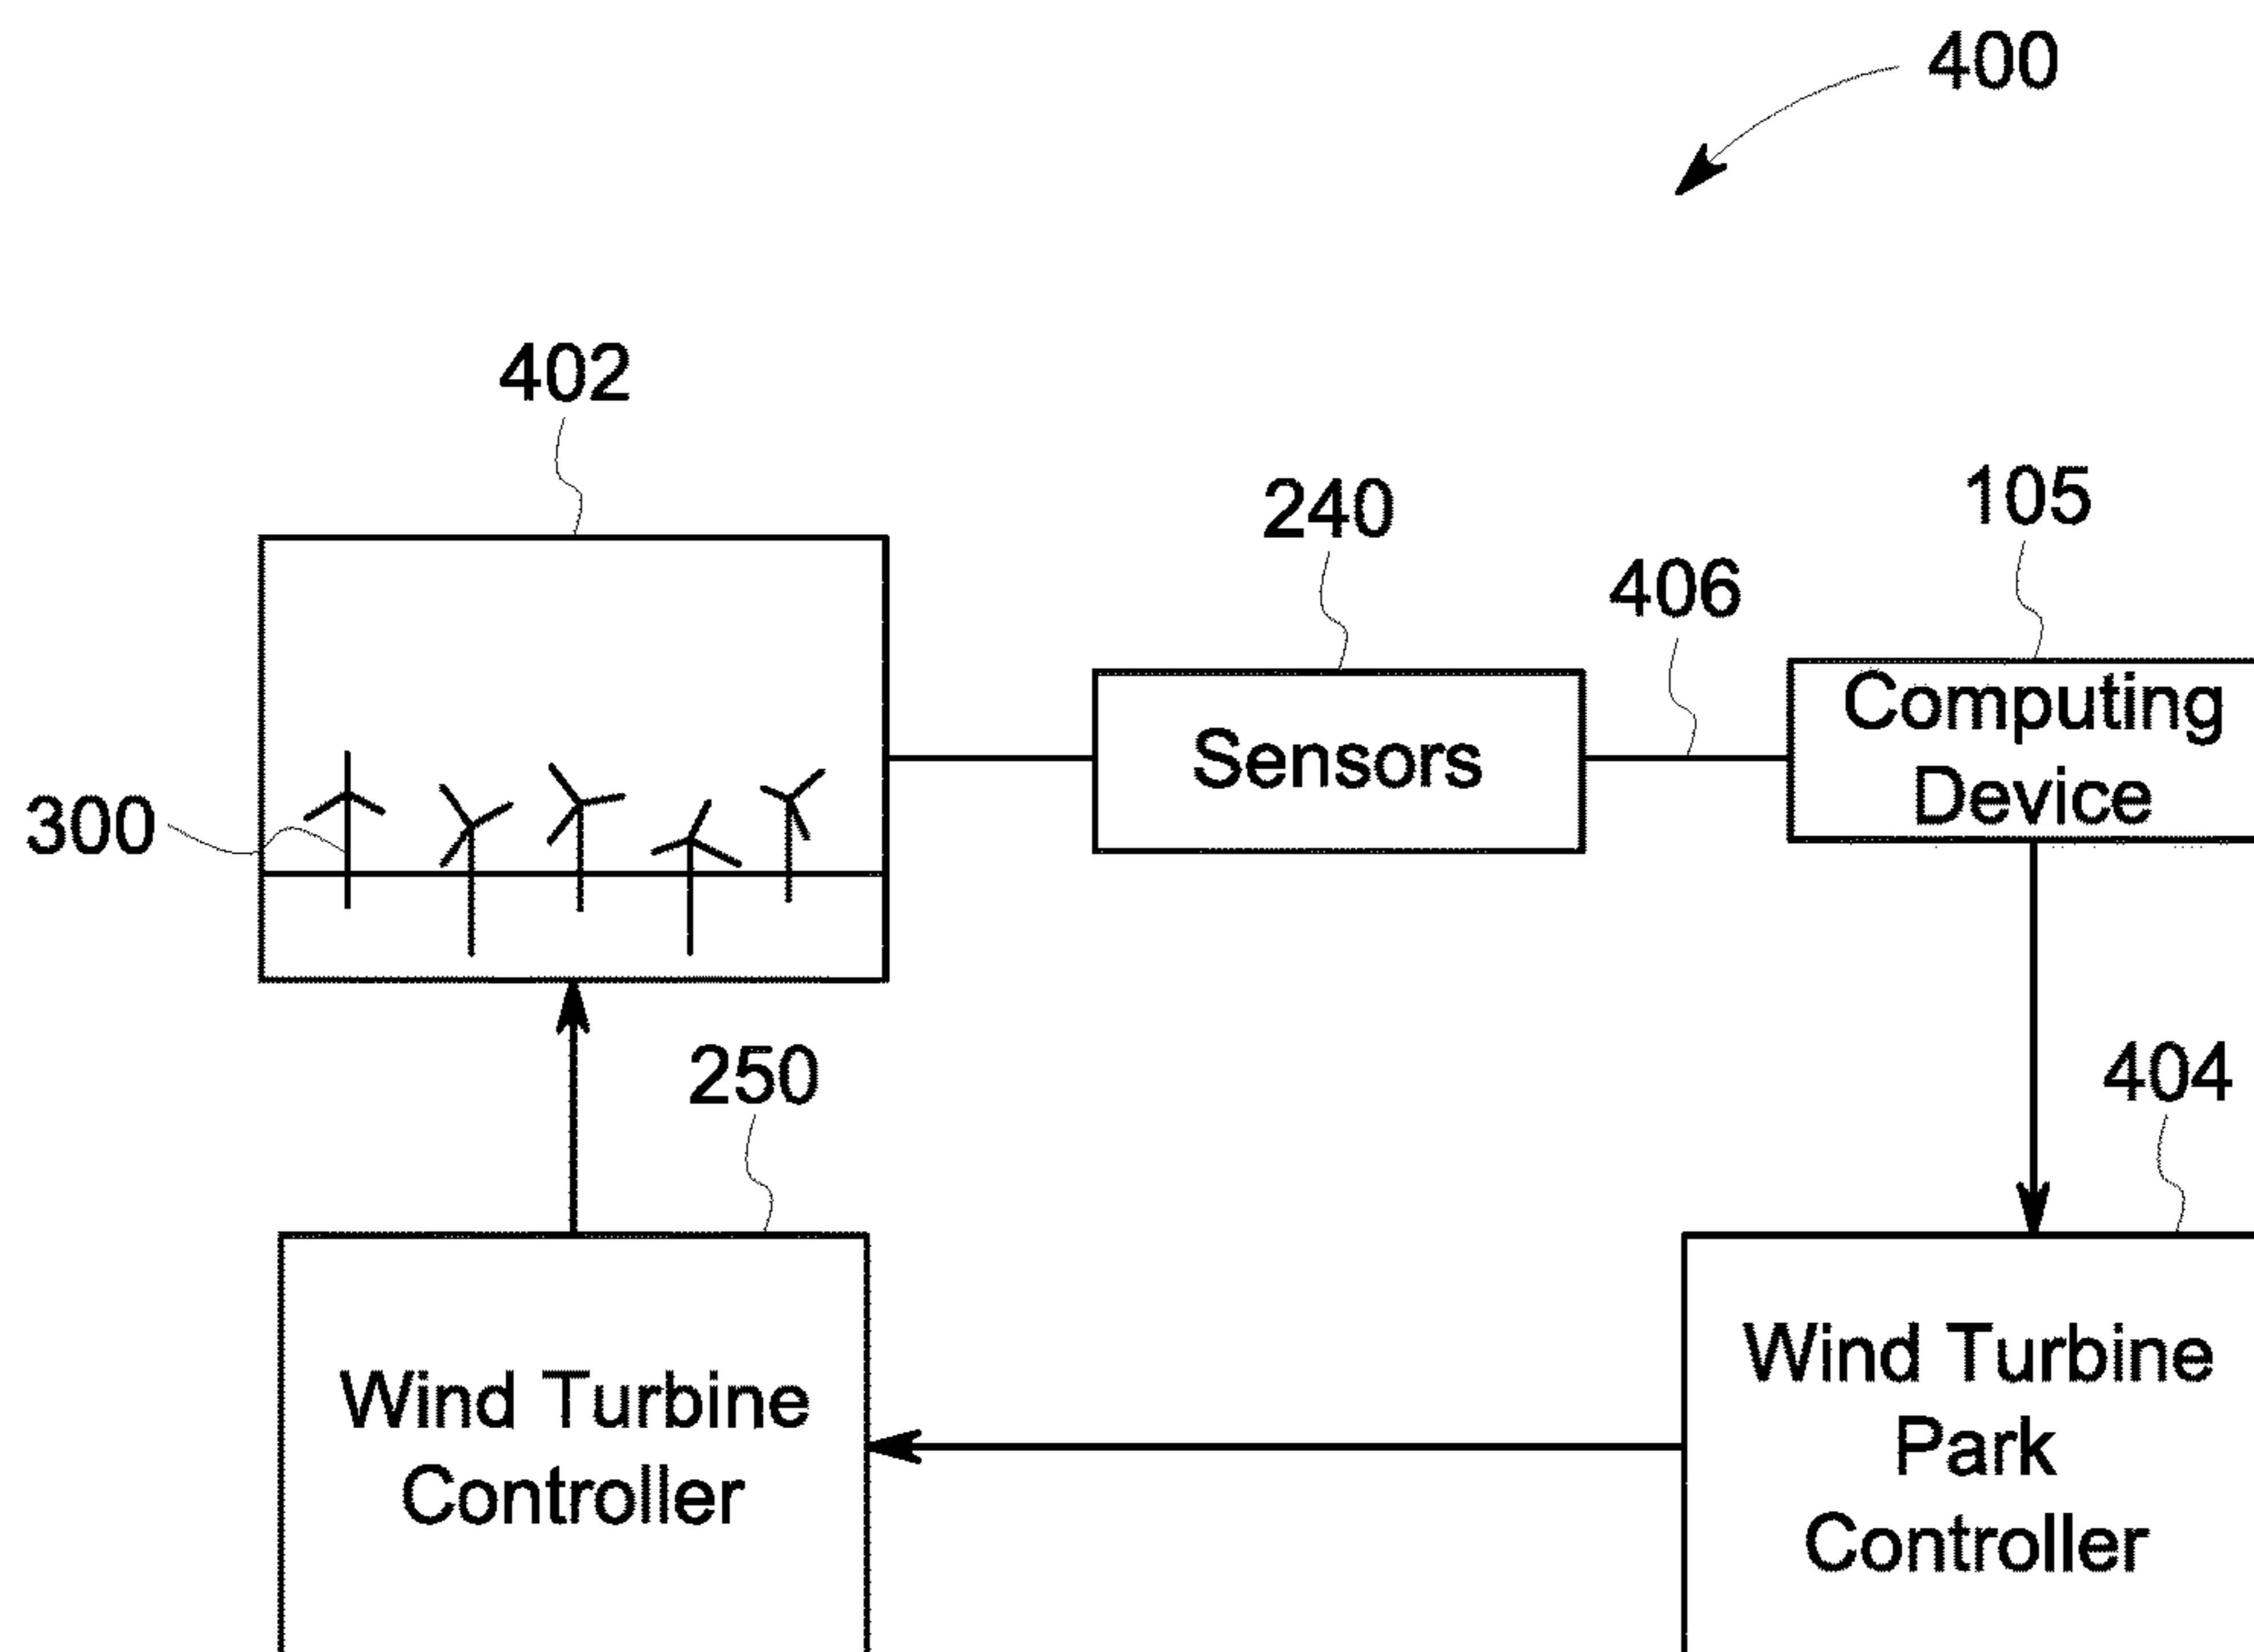 400
402
240
105
406
Computing
Device
Sensors
300
250
404
Wind Turbine
Controller
Wind Turbine
Park
Controller